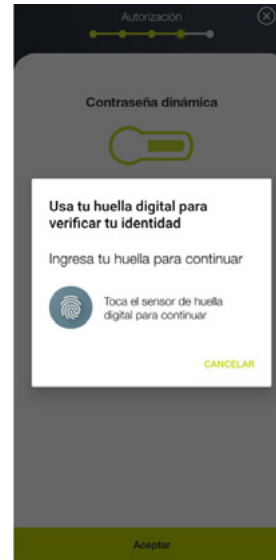 Autorización
Contraseña dinámica
Usa tu huella digital para
verificar tu identidad
Ingresa tu huella para continuar
Toca el sensor de huella
digital para continuar
CANCELAR
Aceptar